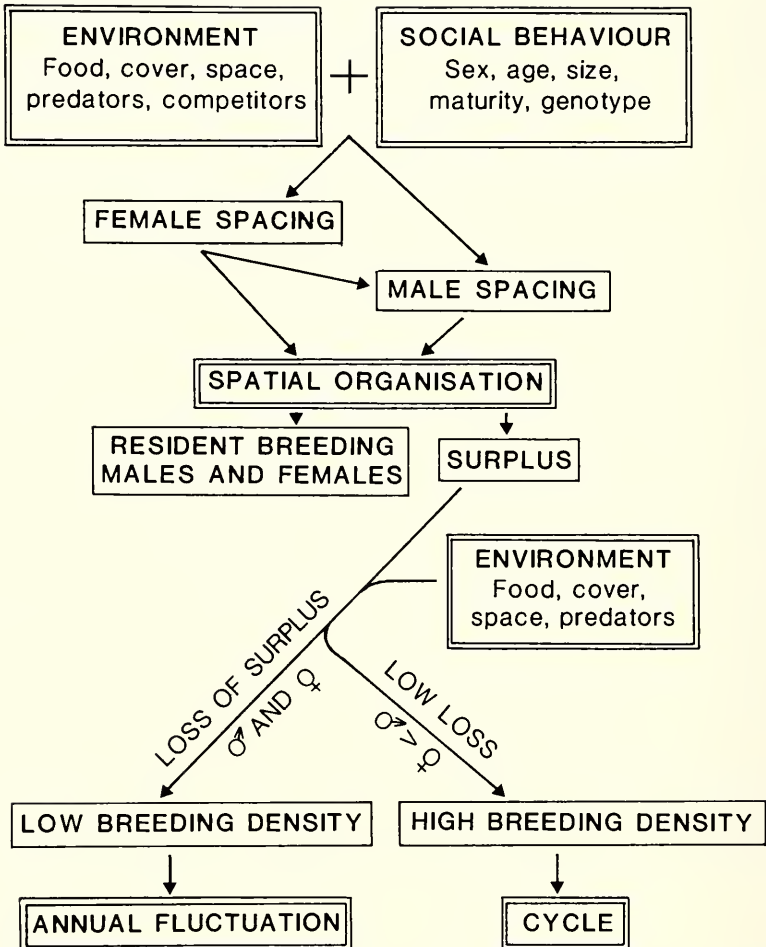 ENVIRONMENT
Food, cover, space,
predators, competitors
+
SOCIAL BEHAVIOUR
Sex, age, size,
maturity, genotype
FEMALE SPACING
MALE SPACING
SPATIAL ORGANISATION
RESIDENT BREEDING
MALES AND FEMALES
SURPLUS
ENVIRONMENT
Food, cover,
space, predators
LOSS OF SURPLUS
♂ AND ♀
LOW LOSS
♂ > ♀
LOW BREEDING DENSITY
HIGH BREEDING DENSITY
ANNUAL FLUCTUATION
CYCLE